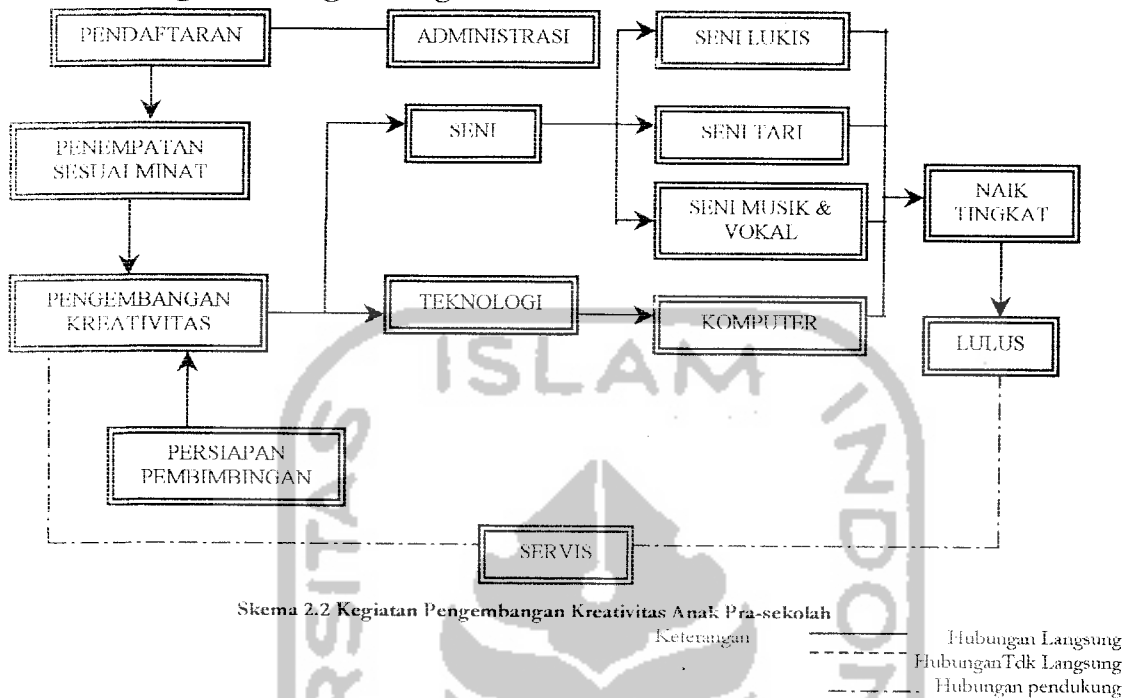 PENDAFTARAN
ADMINISTRASI
SENI LUKIS
SENI
SENI TARI
PENEMPATAN
SESUAI MINAT
SENI MUSIK &
VOKAL
NAIK
TINGKAT
PENGEMBANGAN
KREATIVITAS
TEKNOLOGI
KOMPUTER
LULUS
PERSIAPAN
PEMBIMBINGAN
SERVIS
ISLAM
Skema 2.2 Kegiatan Pengembangan Kreativitas Anak Pra-sekolah
Keterangan
Hubungan Langsung
HubunganTdk Langsung
Hubungan pendukung